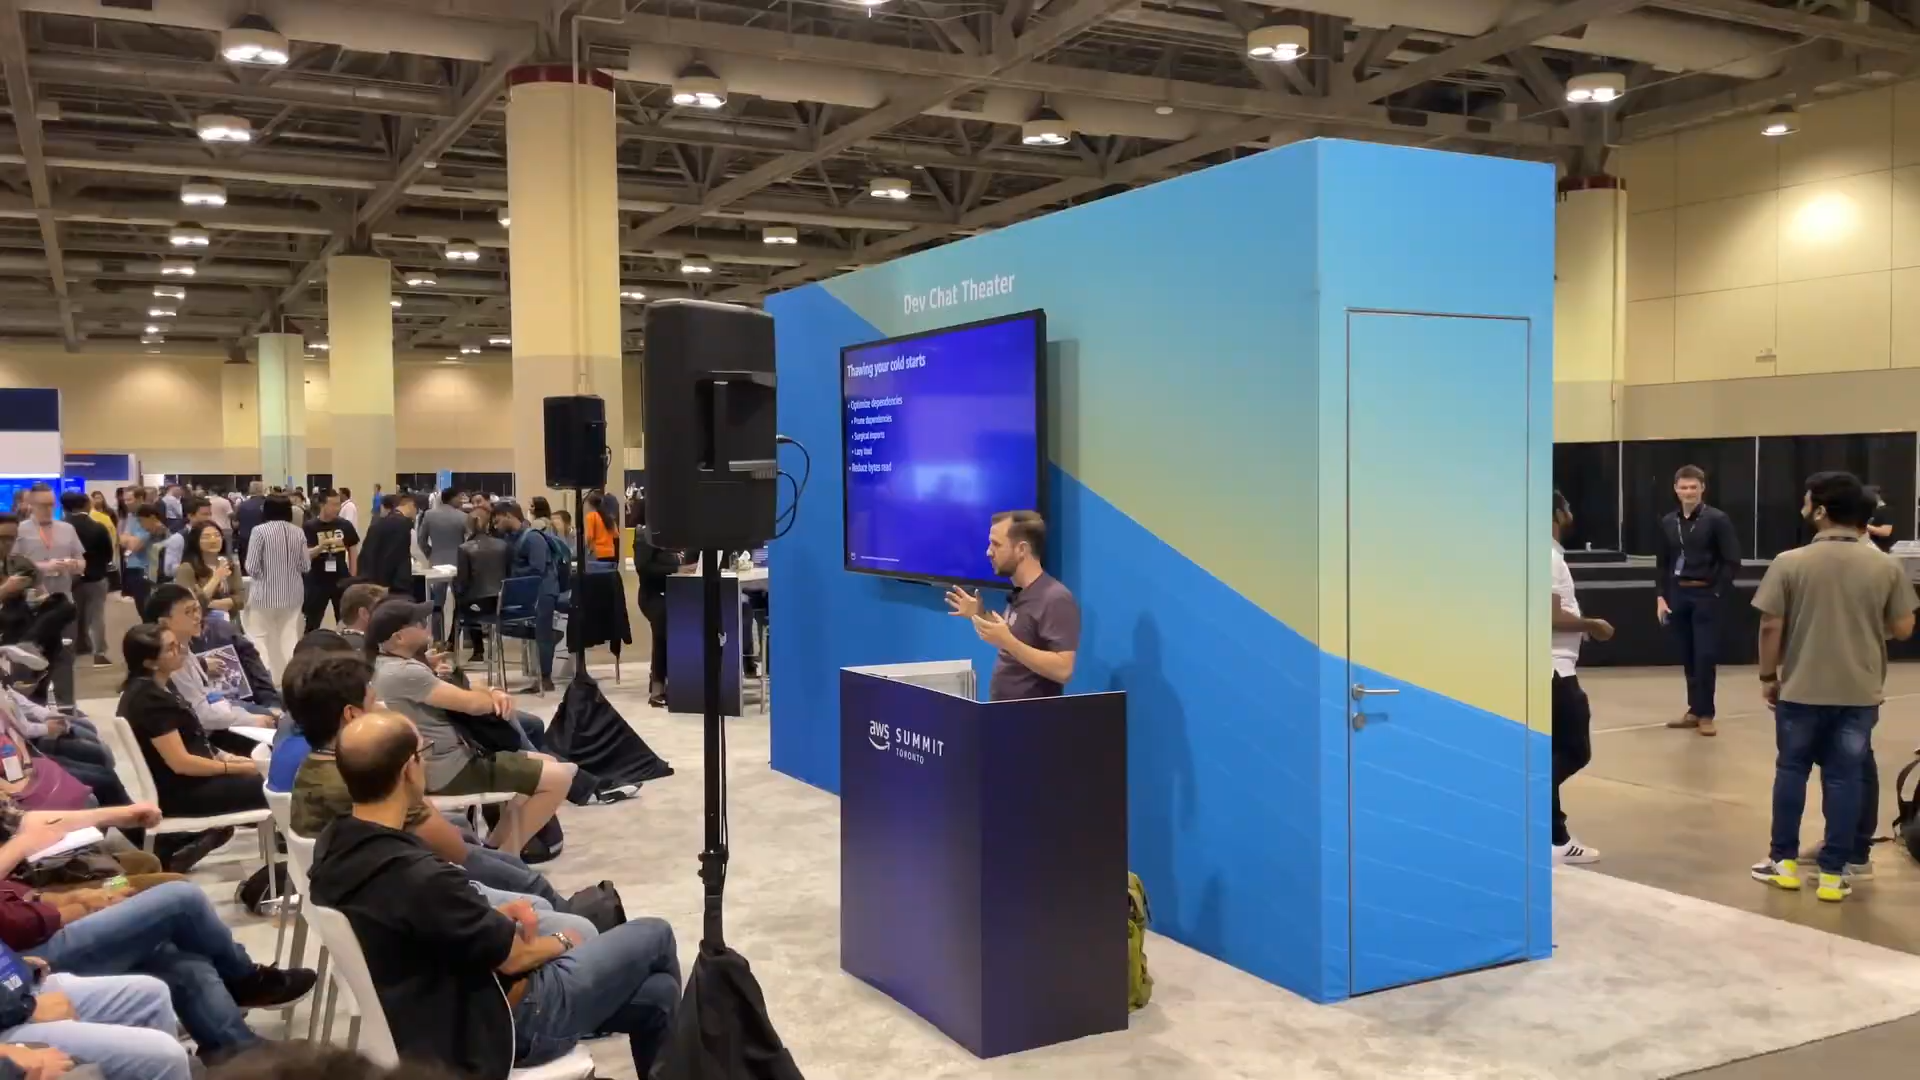 Dev Chat Theater
Thawing your cold starts
• Optimize dependencies
• Prune dependencies
• Surgical imports
• Lazy load
• Reduce bytes read
aws SUMMIT
TORONTO